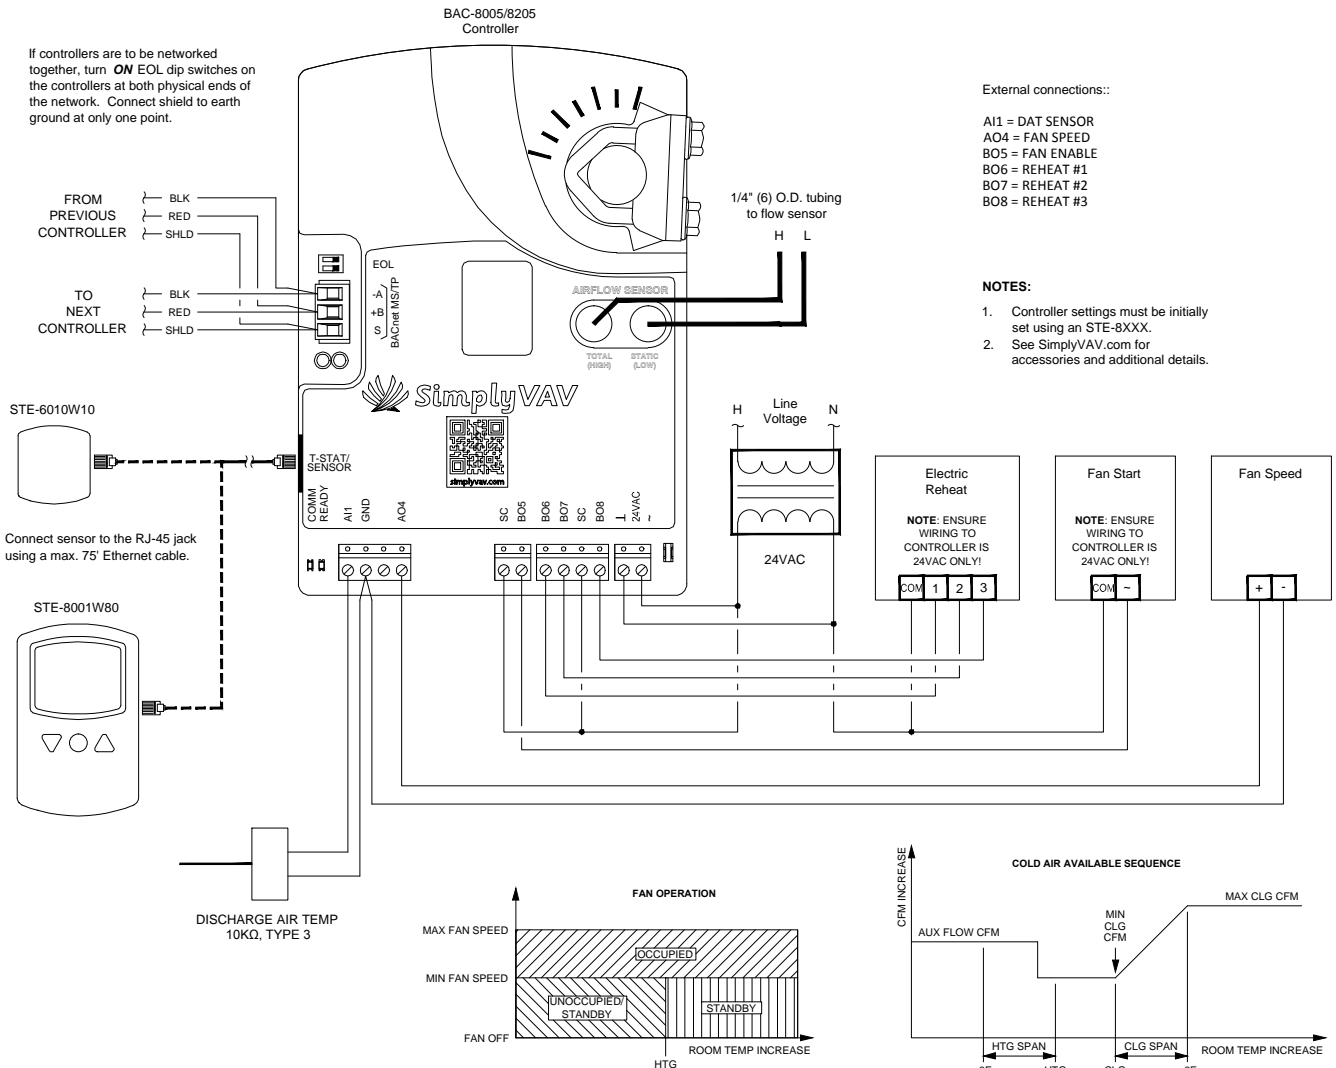 BAC-8005/8205
Controller
If controllers are to be networked
together, turn ON EOL dip switches on
the controllers at both physical ends of
the network. Connect shield to earth
ground at only one point.
External connections::
AI1 = DAT SENSOR
AO4 = FAN SPEED
BO5 = FAN ENABLE
BO6 = REHEAT #1
BO7 = REHEAT #2
BO8 = REHEAT #3
FROM
PREVIOUS
CONTROLLER
BLK
RED
SHLD
1/4" (6) O.D. tubing
to flow sensor
H L
EOL
-A
+B
S
BACnet MS/TP
AIRFLOW SENSOR
TOTAL
(HIGH)
STATIC
(LOW)
TO
NEXT
CONTROLLER
BLK
RED
SHLD
NOTES:
1. Controller settings must be initially
set using an STE-8XXX.
2. See SimplyVAV.com for
accessories and additional details.
SimplyVAV
simplyvav.com
STE-6010W10
T-STAT/
SENSOR
COMM
READY
AI1
GND
AO4
SC
BO5
BO6
BO7
SC
BO8
24VAC
~
H
Line
Voltage
N
24VAC
Electric
Reheat
NOTE: ENSURE
WIRING TO
CONTROLLER IS
24VAC ONLY!
COM 1 2 3
Fan Start
NOTE: ENSURE
WIRING TO
CONTROLLER IS
24VAC ONLY!
COM ~
Fan Speed
+ -
Connect sensor to the RJ-45 jack
using a max. 75' Ethernet cable.
STE-8001W80
DISCHARGE AIR TEMP
10KΩ, TYPE 3
FAN OPERATION
MAX FAN SPEED
MIN FAN SPEED
FAN OFF
OCCUPIED
UNOCCUPIED/
STANDBY
STANDBY
ROOM TEMP INCREASE
HTG
COLD AIR AVAILABLE SEQUENCE
CFM INCREASE
AUX FLOW CFM
MIN
CLG
CFM
MAX CLG CFM
HTG SPAN
CLG SPAN
ROOM TEMP INCREASE